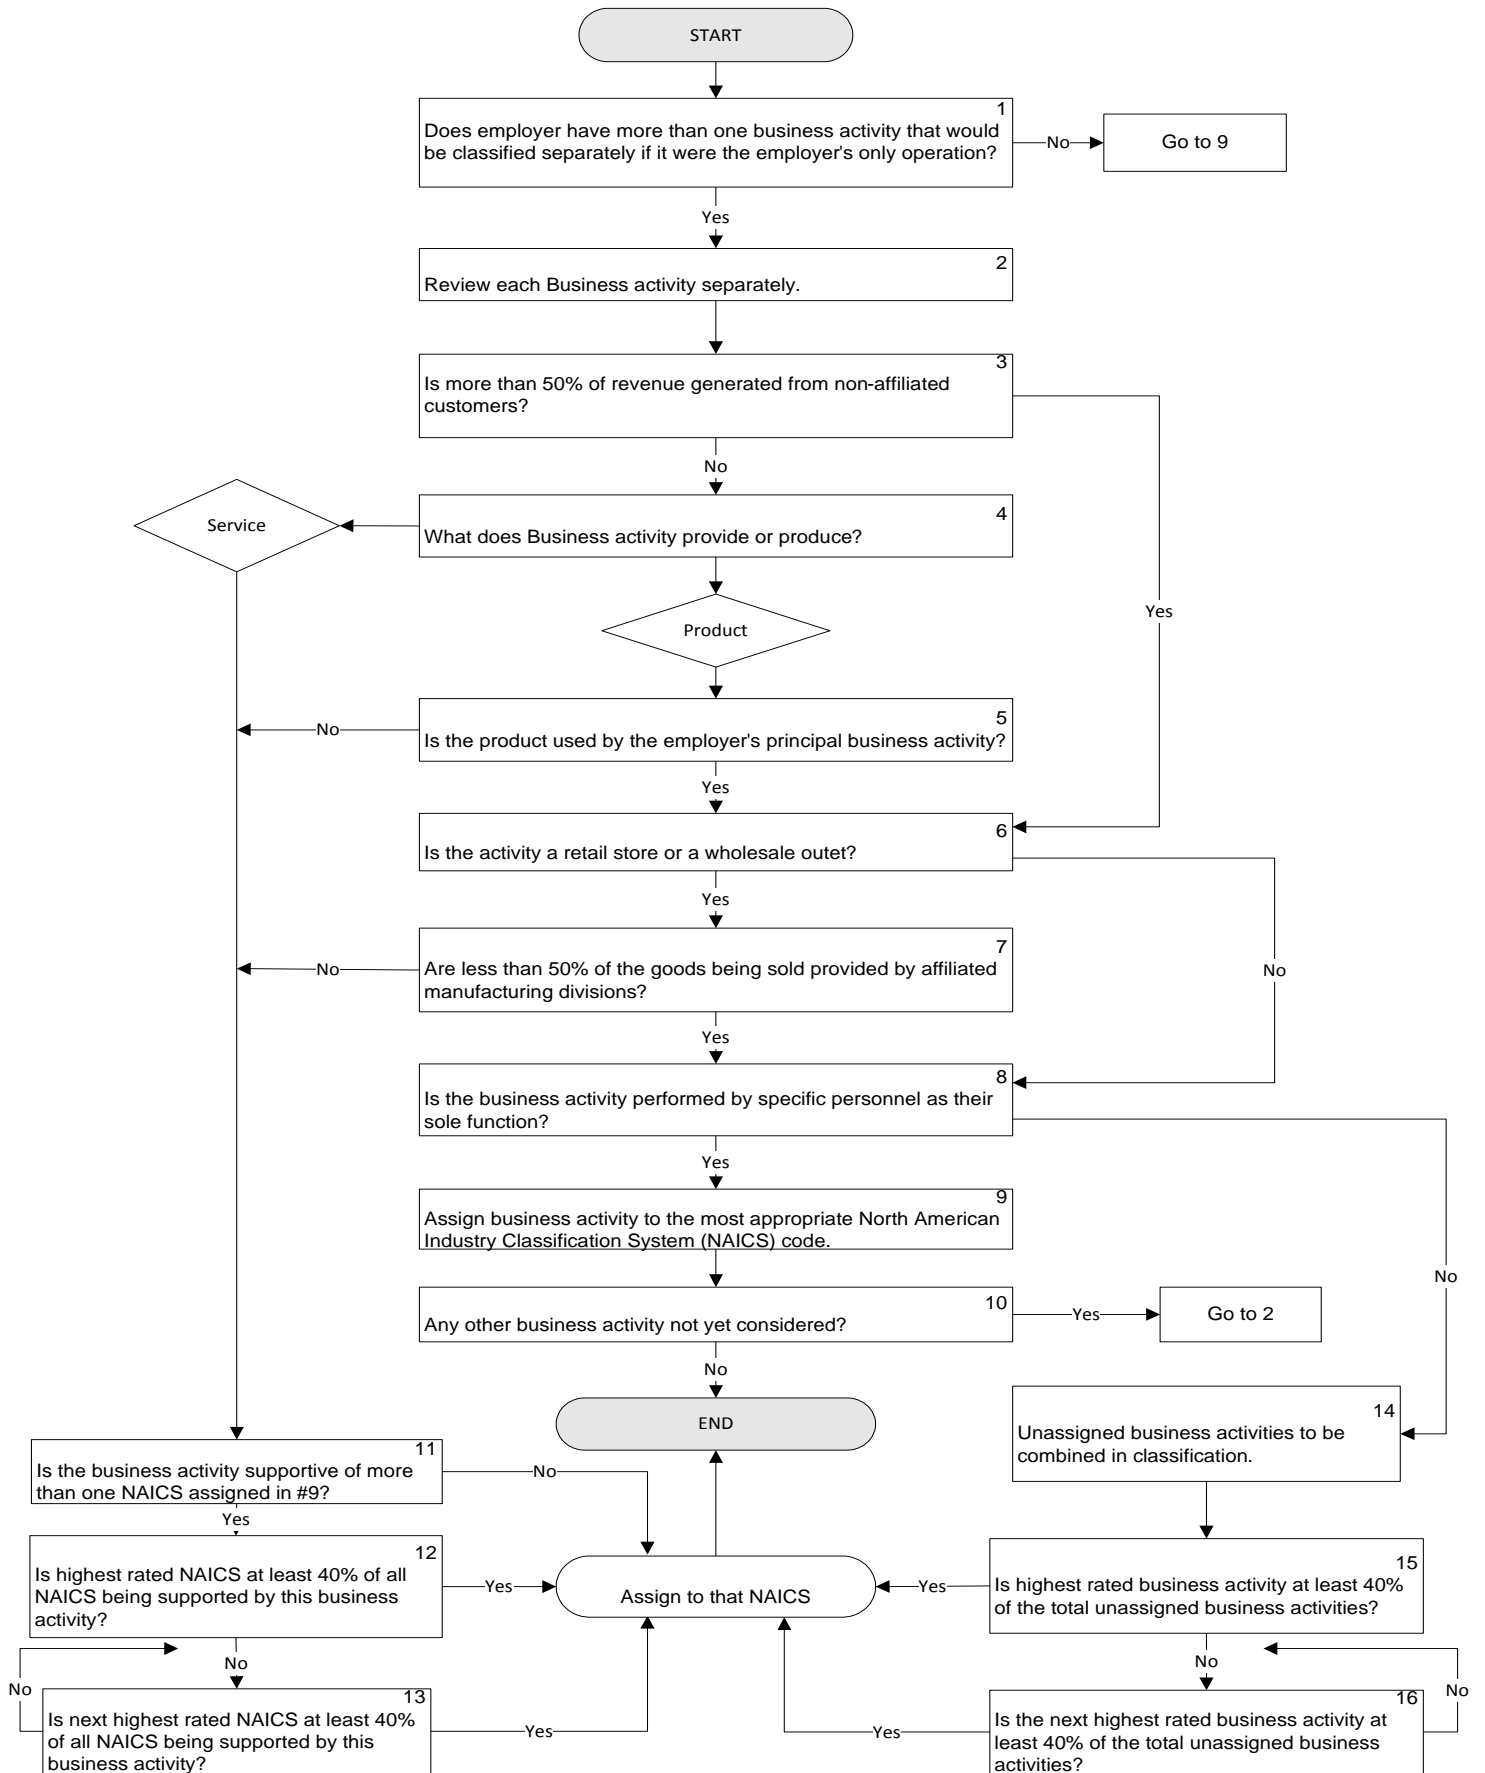 START
1
Does employer have more than one business activity that would
be classified separately if it were the employer's only operation?
No
Go to 9
Yes
2
Review each Business activity separately.
3
Is more than 50% of revenue generated from non-affiliated
customers?
No
Service
4
What does Business activity provide or produce?
Yes
Product
No
5
Is the product used by the employer's principal business activity?
Yes
6
Is the activity a retail store or a wholesale outet?
Yes
No
7
Are less than 50% of the goods being sold provided by affiliated
manufacturing divisions?
No
Yes
8
Is the business activity performed by specific personnel as their
sole function?
Yes
9
Assign business activity to the most appropriate North American
Industry Classification System (NAICS) code.
No
10
Any other business activity not yet considered?
Yes
Go to 2
No
END
14
Unassigned business activities to be
combined in classification.
11
Is the business activity supportive of more
than one NAICS assigned in #9?
No
Yes
12
Is highest rated NAICS at least 40% of all
NAICS being supported by this business
activity?
Yes
Assign to that NAICS
Yes
15
Is highest rated business activity at least 40%
of the total unassigned business activities?
No
No
No
13
Is next highest rated NAICS at least 40%
of all NAICS being supported by this
business activity?
Yes
Yes
16
Is the next highest rated business activity at
least 40% of the total unassigned business
activities?
No